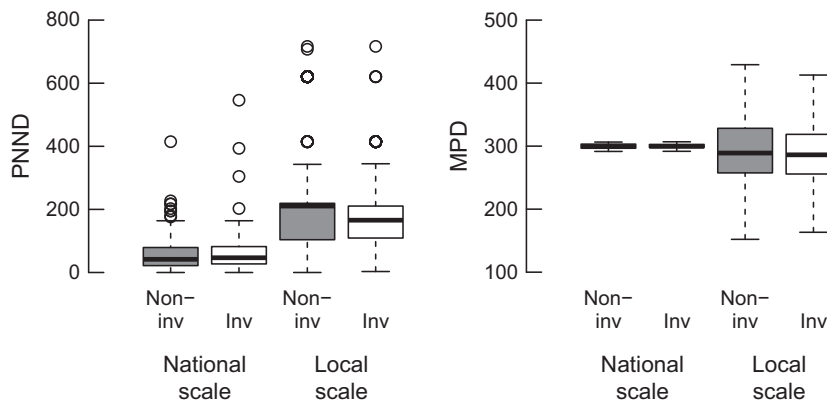 PNND
800
600
400
200
0
Non−
inv
Inv
Non−
inv
Inv
National
scale
Local
scale
MPD
500
400
300
200
100
Non−
inv
Inv
Non−
inv
Inv
National
scale
Local
scale